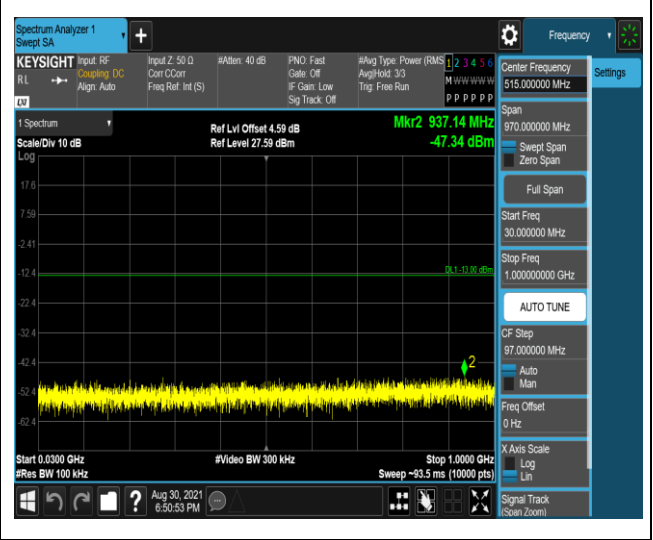 Spectrum Analyzer 1
Swept SA
Frequency
KEYSIGHT
RL
LXI
Input: RF
Coupling: DC
Align: Auto
Input Z: 50 Ω
Corr CCorr
Freq Ref: Int (S)
#Atten: 40 dB
PNO: Fast
Gate: Off
IF Gain: Low
Sig Track: Off
#Avg Type: Power (RMS
Avg|Hold: 3/3
Trig: Free Run
1 2 3 4 5 6
M W W W W W
P P P P P P
1 Spectrum
Scale/Div 10 dB
Ref Lvl Offset 4.59 dB
Ref Level 27.59 dBm
Mkr2 937.14 MHz
-47.34 dBm
Log
17.6
7.59
-2.41
-12.4
DL1 -13.00 dBm
-22.4
-32.4
-42.4
2
-52.4
-62.4
Start 0.0300 GHz
#Res BW 100 kHz
#Video BW 300 kHz
Stop 1.0000 GHz
Sweep ~93.5 ms (10000 pts)
?
Aug 30, 2021
6:50:53 PM
Center Frequency
515.000000 MHz
Settings
Span
970.000000 MHz
Swept Span
Zero Span
Full Span
Start Freq
30.000000 MHz
Stop Freq
1.000000000 GHz
AUTO TUNE
CF Step
97.000000 MHz
Auto
Man
Freq Offset
0 Hz
X Axis Scale
Log
Lin
Signal Track
(Span Zoom)